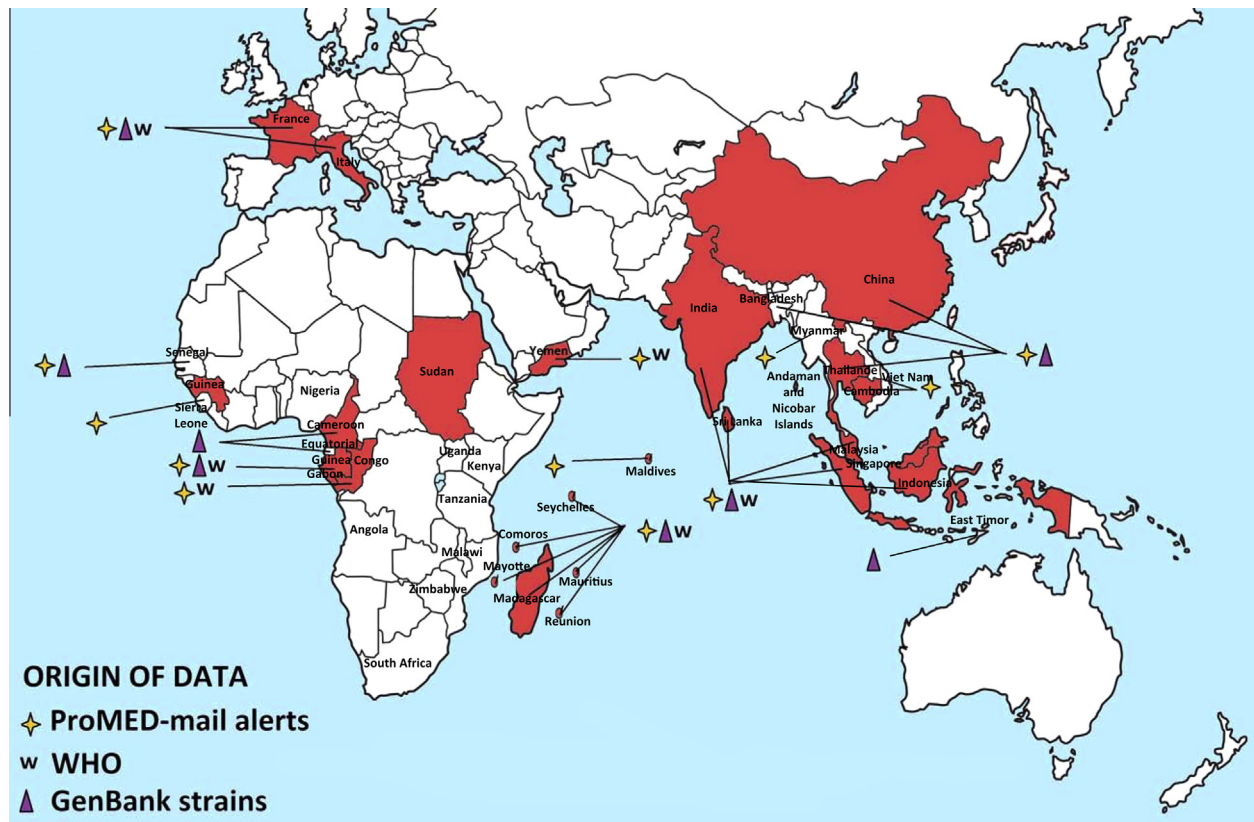 France
W
Italy
China
India
Bangladesh
Myanmar
Senegal
Yemen
W
Sudan
Thailande
Viet Nam
Guinea
Nigeria
Andaman
and
Nicobar
Islands
Cambodia
Sierra
Leone
Cameroon
Sri Lanka
Equatorial
Guinea
Congo
Uganda
Kenya
Malaysia
Singapore
W
Gabon
Maldives
Indonesia
W
Tanzania
W
Seychelles
East Timor
Angola
Comoros
W
Malawi
Mayotte
Mauritius
Zimbabwe
Madagascar
Reunion
South Africa
ORIGIN OF DATA
ProMED-mail alerts
W WHO
GenBank strains